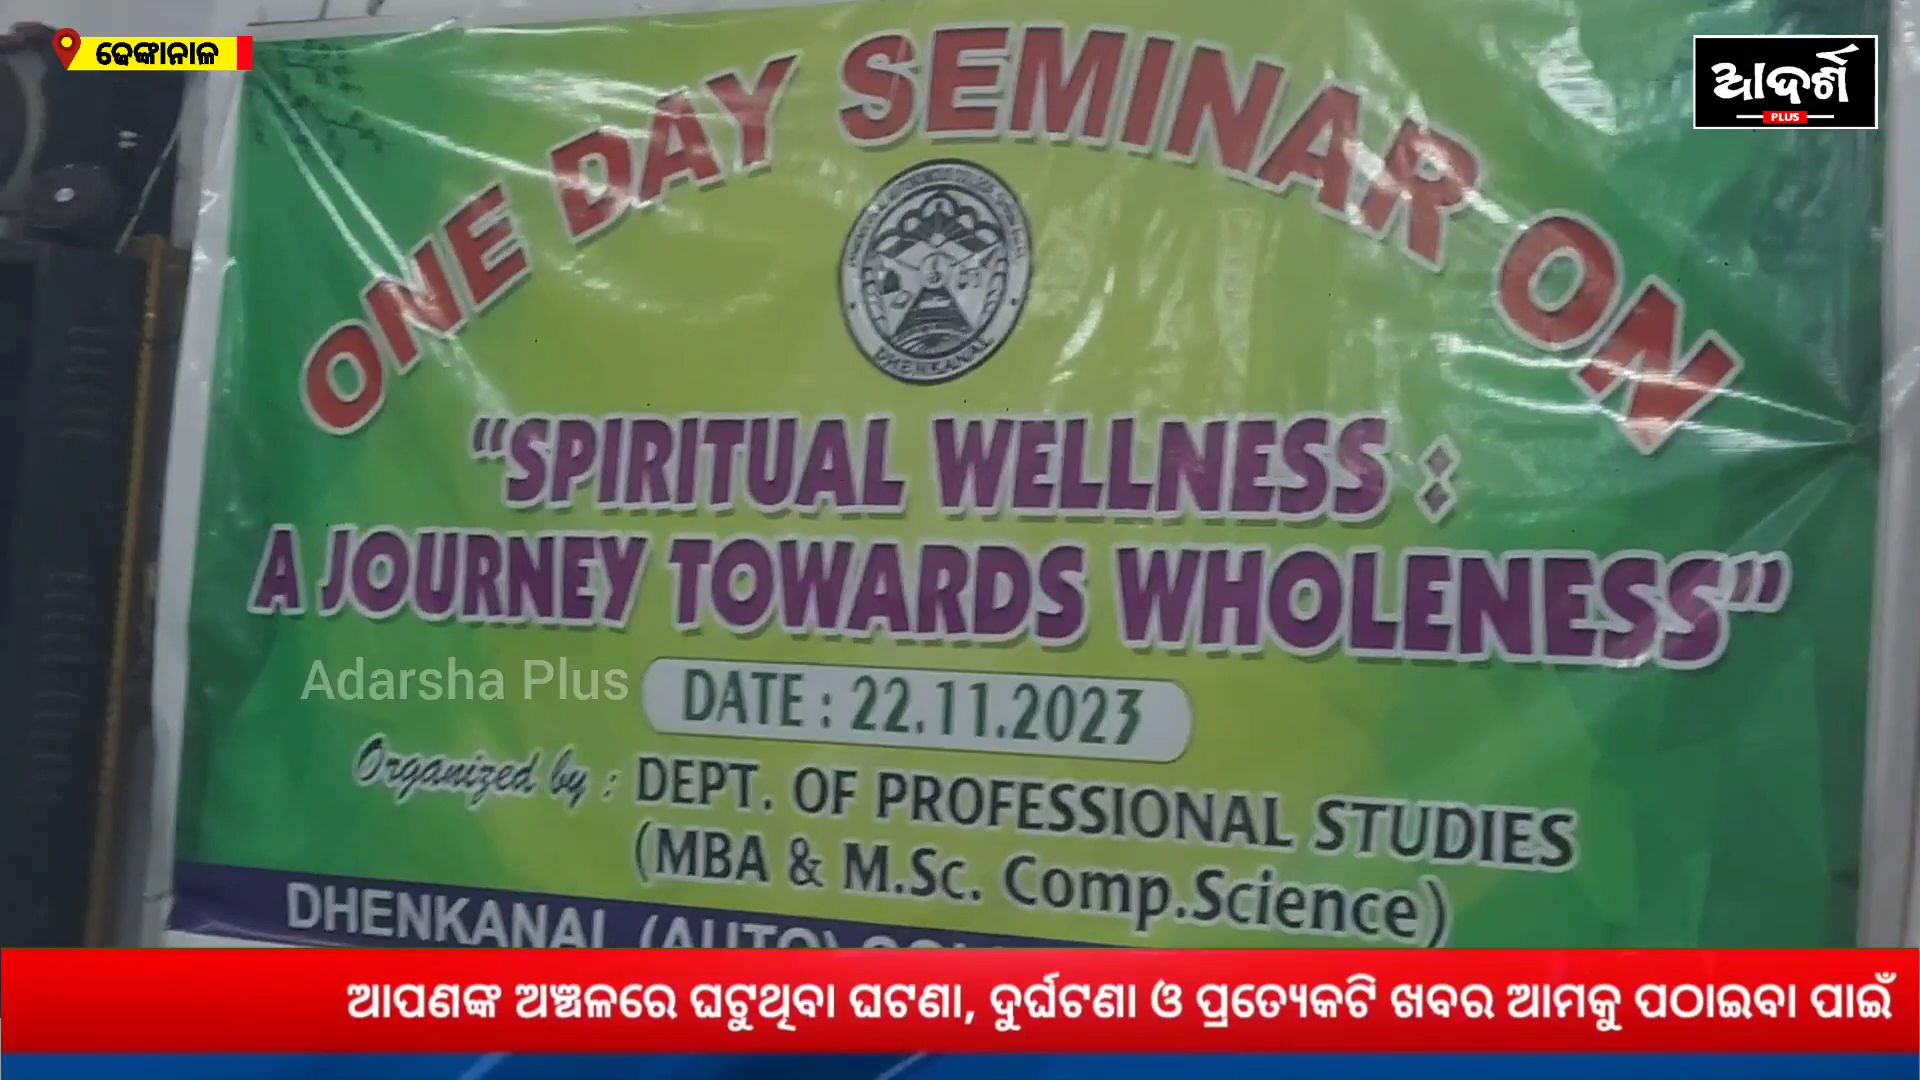 ଢେଙ୍କାନାଳ
ଆଦର୍ଶ
PLUS
ONE DAY SEMINAR ON
DHENKANAL
“SPIRITUAL WELLNESS :
A JOURNEY TOWARDS WHOLENESS”
Adarsha Plus
DATE : 22.11.2023
Organized by : DEPT. OF PROFESSIONAL STUDIES
(MBA & M.Sc. Comp.Science)
DHENKANAL (AUTO)
ଆପଣଙ୍କ ଅଞ୍ଚଳରେ ଘଟୁଥିବା ଘଟଣା, ଦୁର୍ଘଟଣା ଓ ପ୍ରତ୍ୟେକଟି ଖବର ଆମକୁ ପଠାଇବା ପାଇଁ